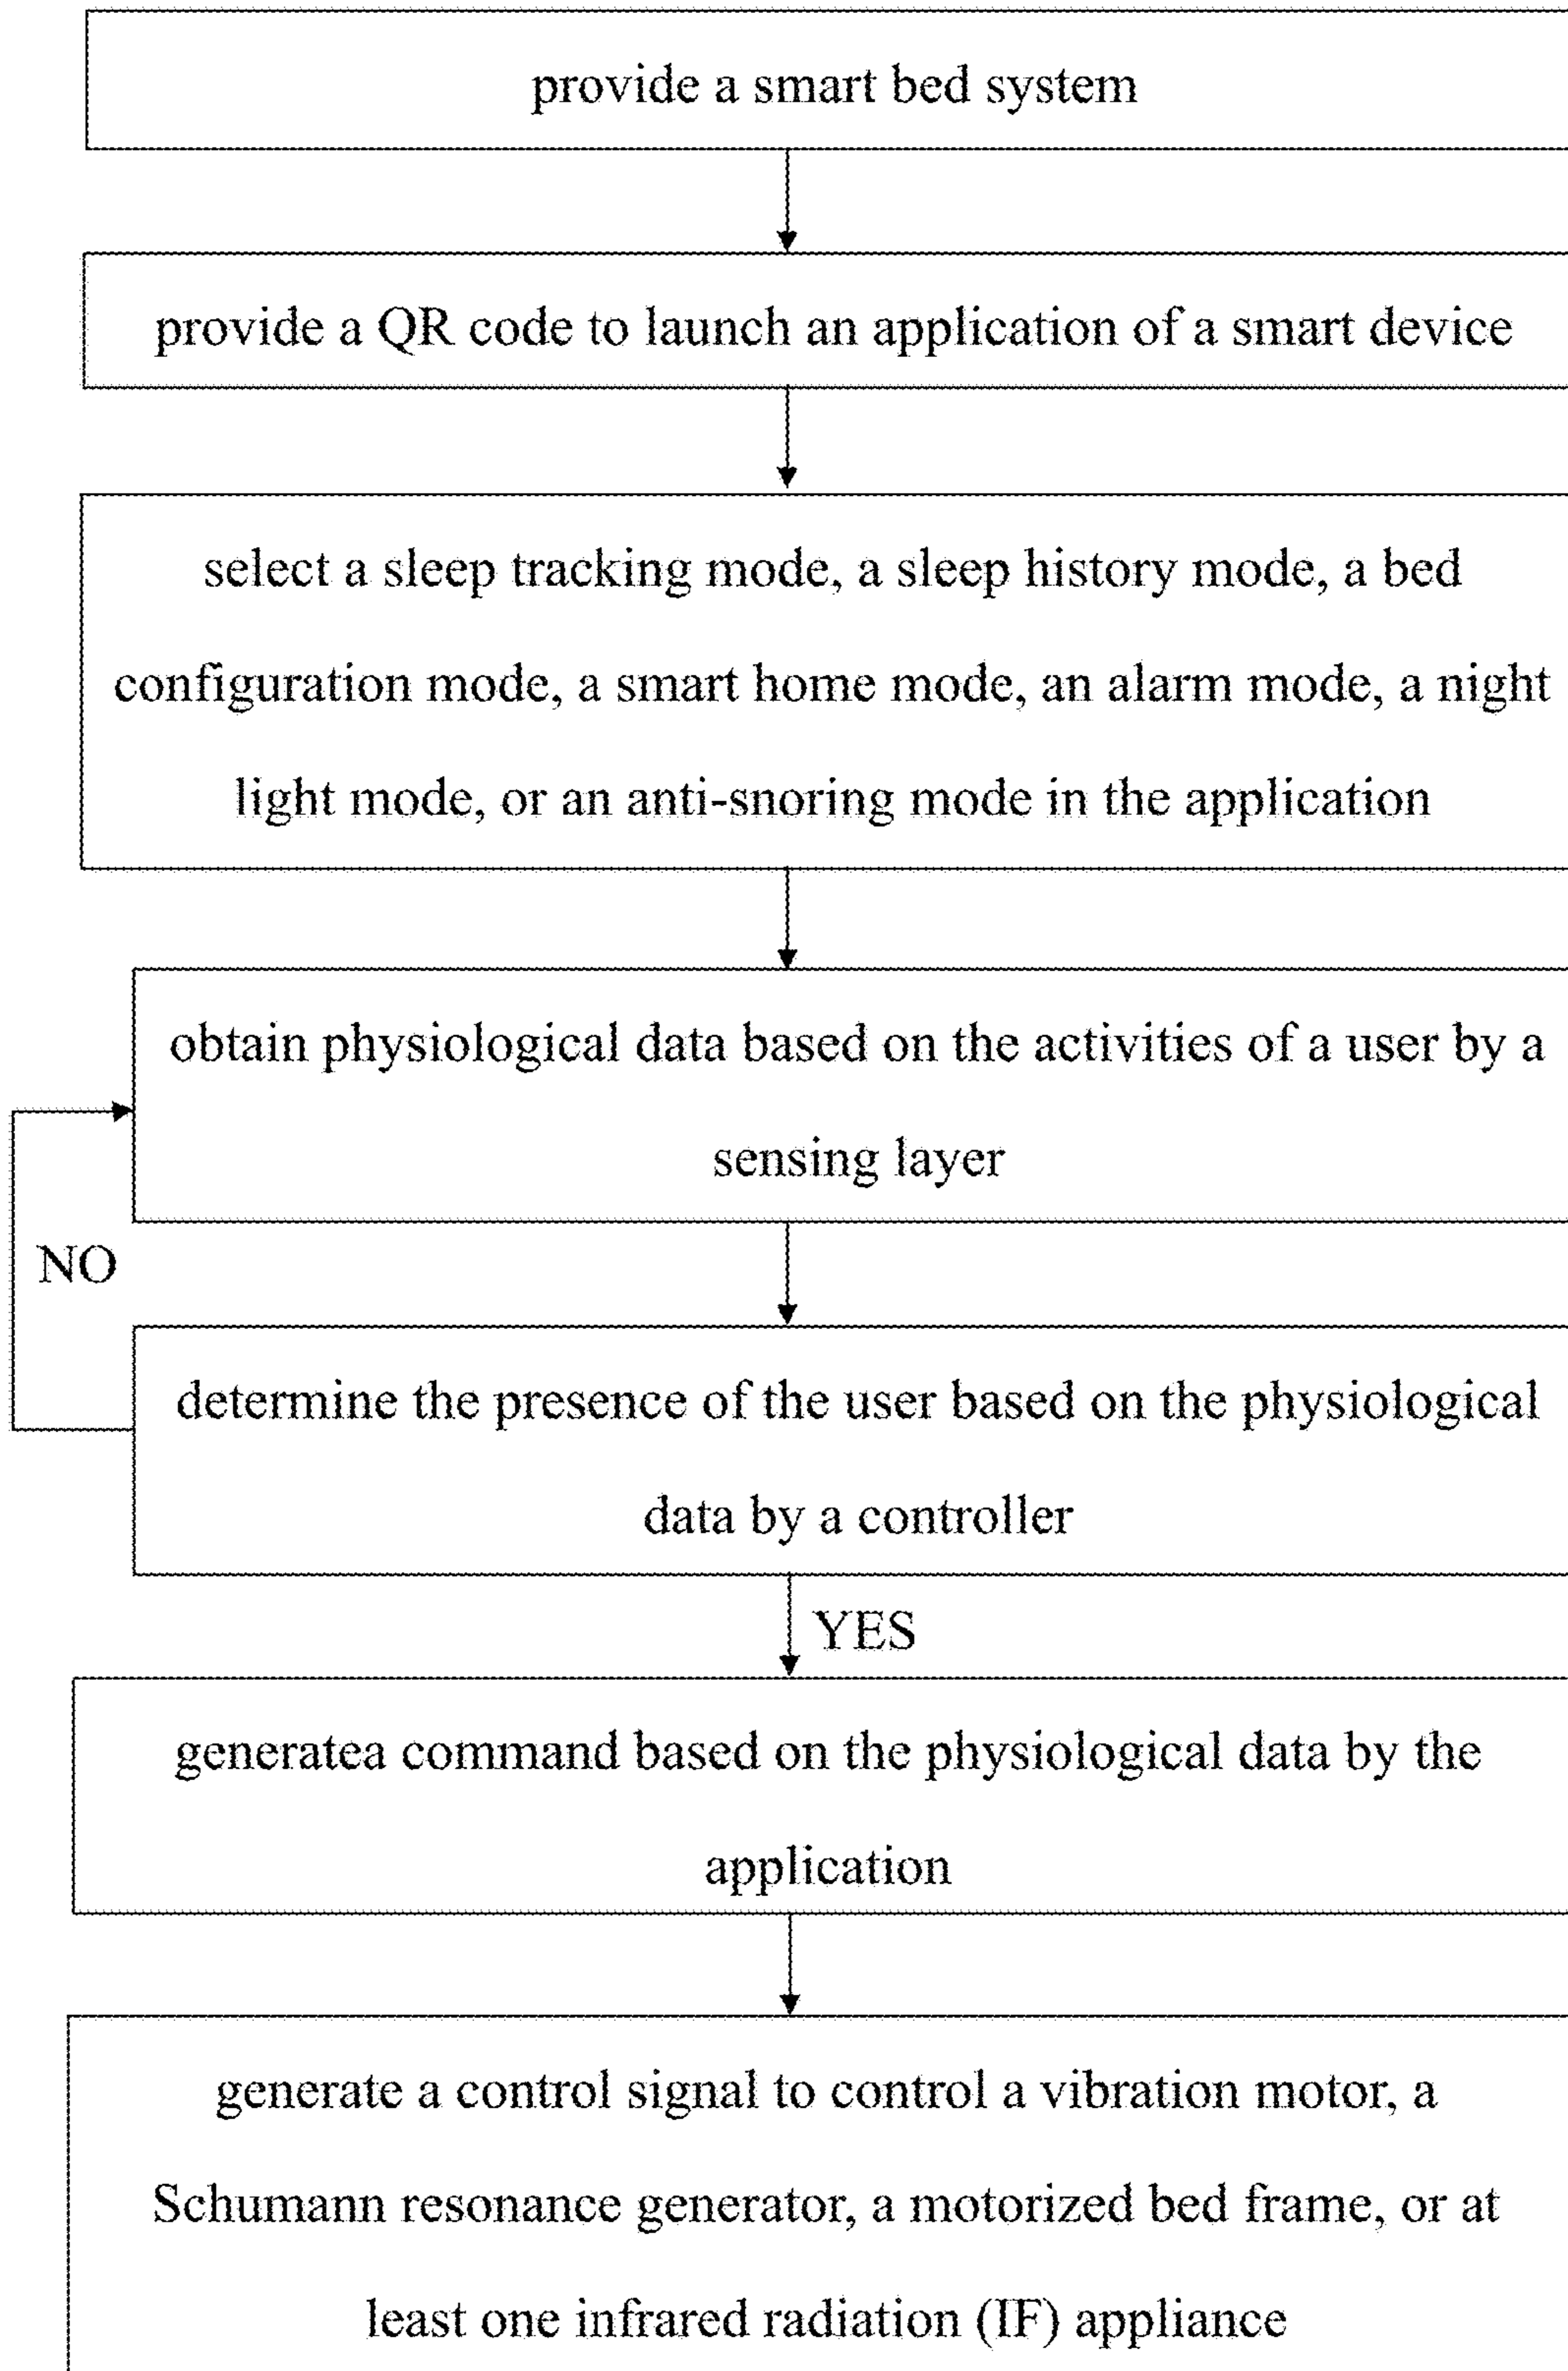 provide a smart bed system
provide a QR code to launch an application of a smart device
select a sleep tracking mode, a sleep history mode, a bed
configuration mode, a smart home mode, an alarm mode, a night
light mode, or an anti-snoring mode in the application
obtain physiological data based on the activities of a user by a
sensing layer
NO
determine the presence of the user based on the physiological
data by a controller
YES
generatea command based on the physiological data by the
application
generate a control signal to control a vibration motor, a
Schumann resonance generator, a motorized bed frame, or at
least one infrared radiation (IF) appliance